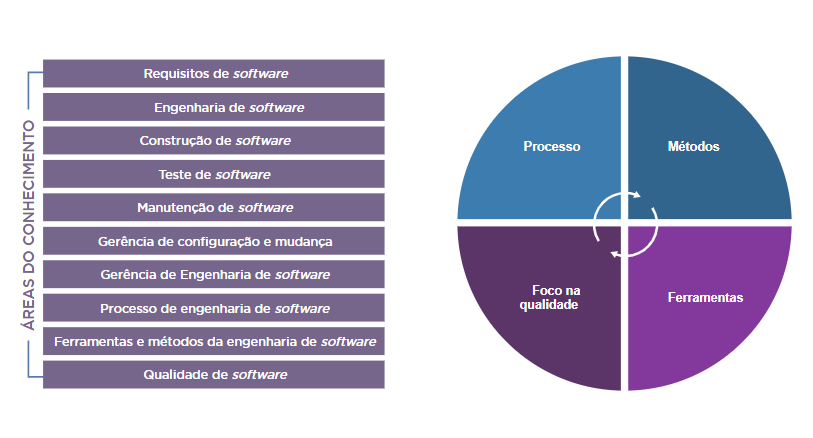 ÁREAS DO CONHECIMENTO
Requisitos de software
Engenharia de software
Construção de software
Teste de software
Manutenção de software
Gerência de configuração e mudança
Gerência de Engenharia de software
Processo de engenharia de software
Ferramentas e métodos da engenharia de software
Qualidade de software
Processo
Métodos
Foco na
qualidade
Ferramentas